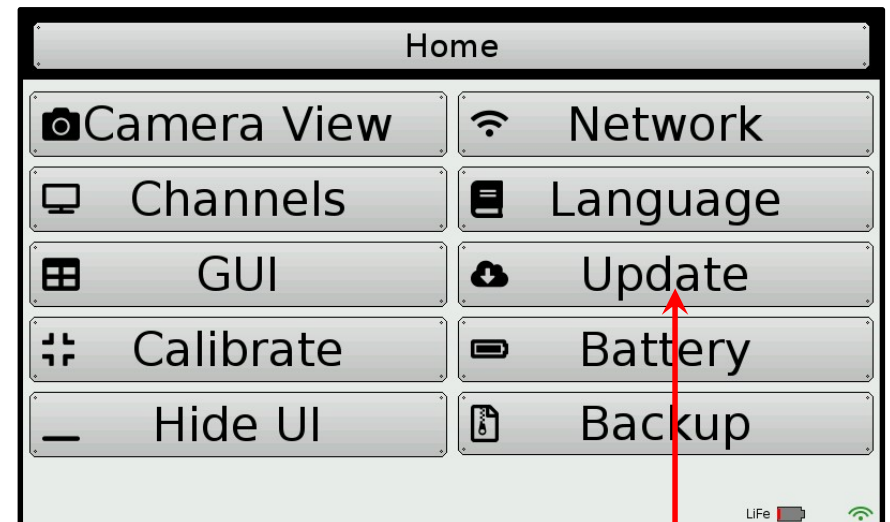 Home
Camera View
Network
Channels
Language
GUI
Update
Calibrate
Battery
Hide UI
Backup
LiFe